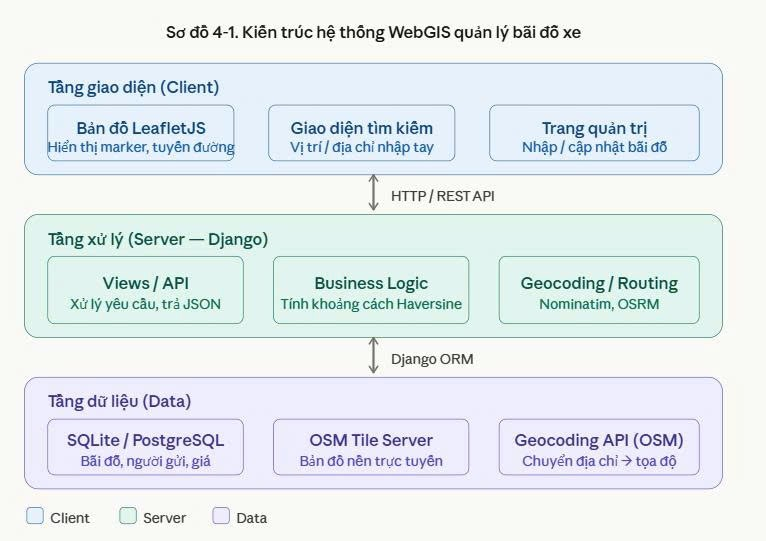 Sơ đồ 4-1. Kiến trúc hệ thống WebGIS quản lý bãi đỗ xe
Tầng giao diện (Client)
Bản đồ LeafletJS
Hiển thị marker, tuyến đường
Giao diện tìm kiếm
Vị trí / địa chỉ nhập tay
Trang quản trị
Nhập / cập nhật bãi đỗ
HTTP / REST API
Tầng xử lý (Server — Django)
Views / API
Xử lý yêu cầu, trả JSON
Business Logic
Tính khoảng cách Haversine
Geocoding / Routing
Nominatim, OSRM
Django ORM
Tầng dữ liệu (Data)
SQLite / PostgreSQL
Bãi đỗ, người gửi, giá
OSM Tile Server
Bản đồ nền trực tuyến
Geocoding API (OSM)
Chuyển địa chỉ → tọa độ
Client
Server
Data